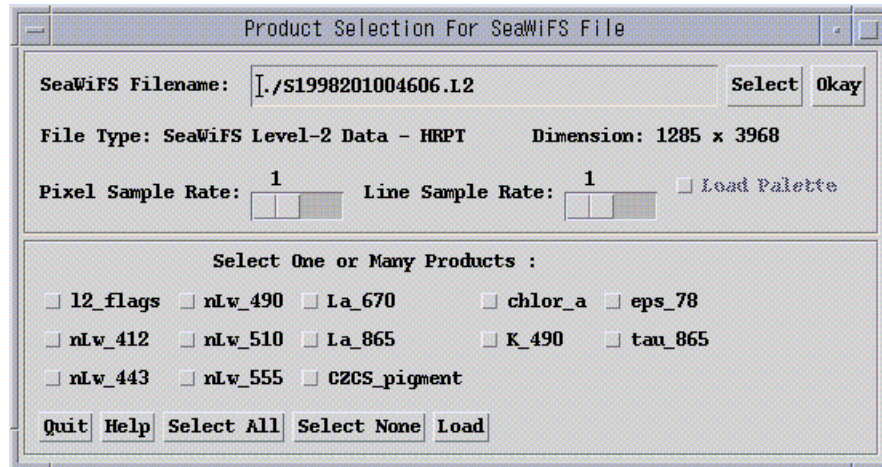 Product Selection For SeaWiFS File
SeaWiFS Filename: ./S1998201004606.L2 Select Okay
File Type: SeaWiFS Level-2 Data - HRPT Dimension: 1285 x 3968
1 1
Pixel Sample Rate: Line Sample Rate: Load Palette
Select One or Many Products :
l2_flags nLw_490 La_670 chlor_a eps_78
nLw_412 nLw_510 La_865 K_490 tau_865
nLw_443 nLw_555 CZCS_pigment
Quit Help Select All Select None Load